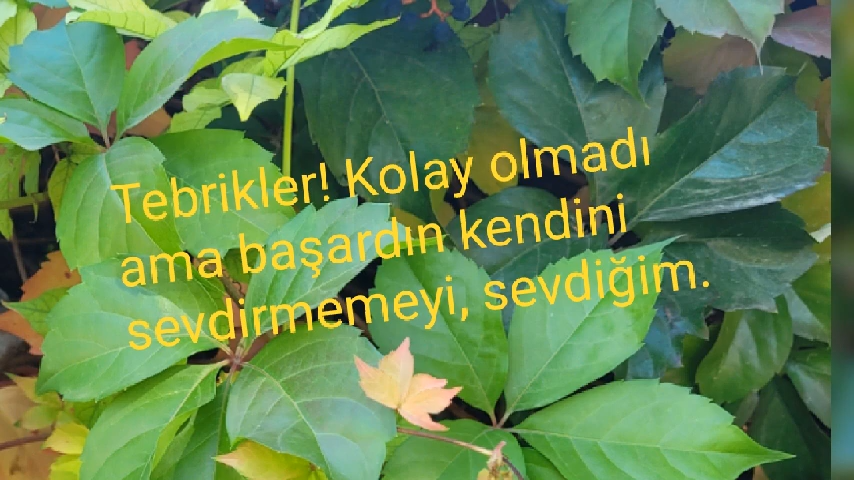 Tebrikler! Kolay olmadı
ama başardın kendini
sevdirmemeyi, sevdiğim.